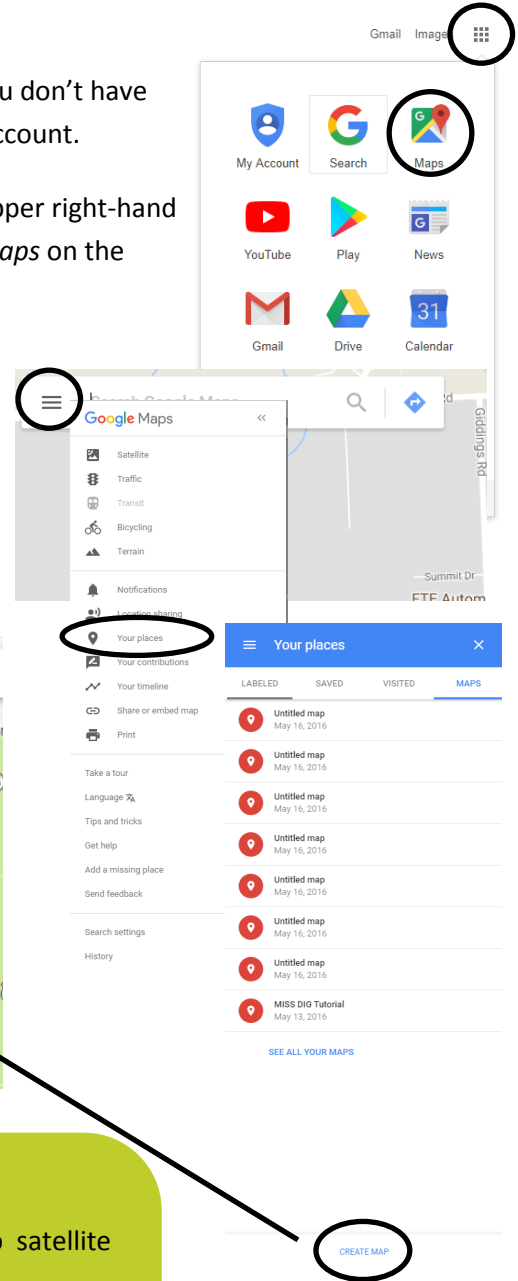 Gmail
u don't have
ccount.
My Account Search Maps
pper right-hand
aps on the
YouTube Play News
31
Gmail Drive Calendar
Google Maps
«
Satellite
Traffic
Transit
Bicycling
Terrain
Notifications
Location sharing
Your places
Your contributions
Your timeline
Share or embed map
Print
Take a tour
Language
Tips and tricks
Get help
Add a missing place
Send feedback
Search settings
History
Giddings Rd
Summit Dr
Your places
LABELED SAVED VISITED MAPS
Untitled map
May 16, 2016
Untitled map
May 16, 2016
Untitled map
May 16, 2016
Untitled map
May 16, 2016
Untitled map
May 16, 2016
Untitled map
May 16, 2016
Untitled map
May 16, 2016
MISS DIG Tutorial
May 13, 2016
SEE ALL YOUR MAPS
satellite
CREATE MAP